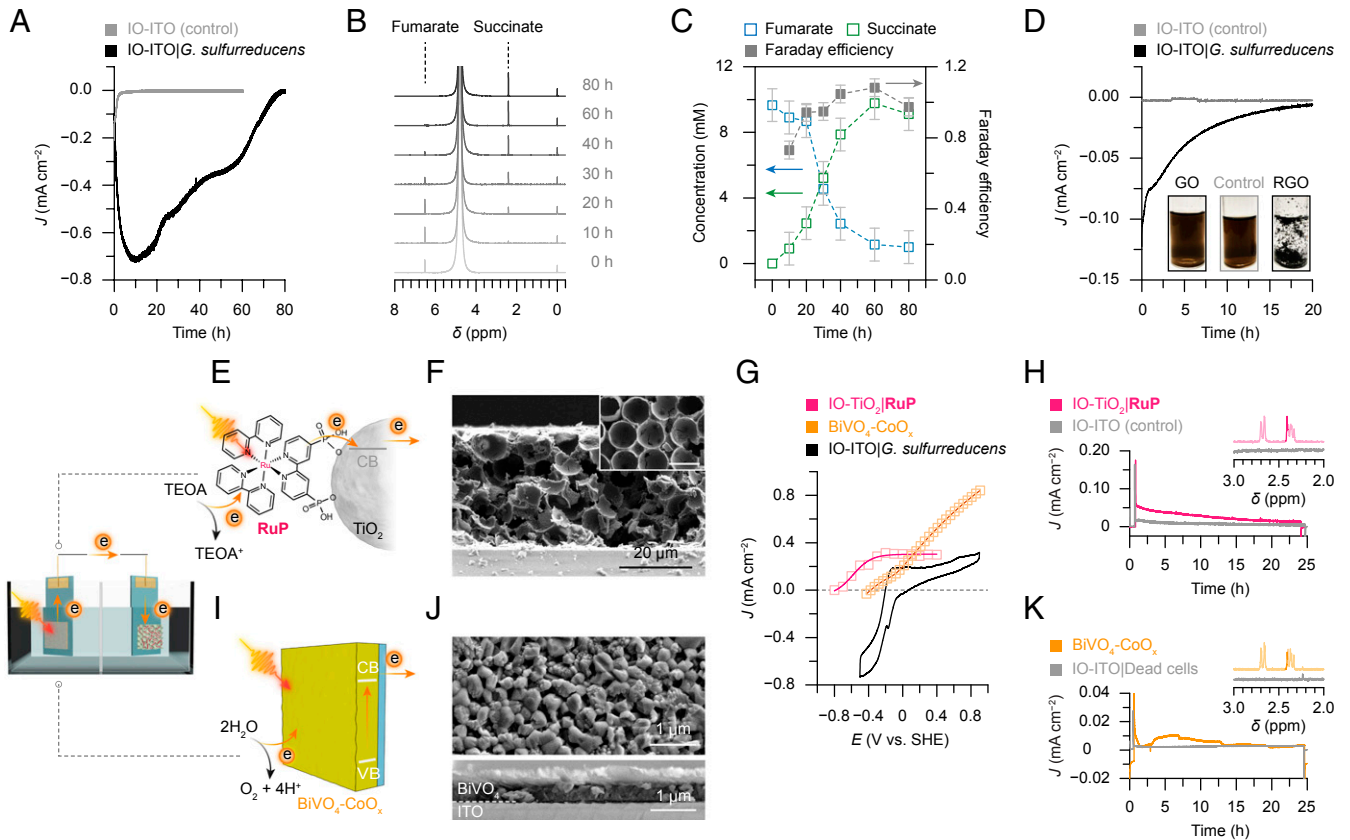 A
IO-ITO (control)
IO-ITO|G. sulfurreducens
J (mA cm⁻²)
0.0
−0.2
−0.4
−0.6
−0.8
0 20 40 60 80
Time (h)
B
Fumarate Succinate
80 h
60 h
40 h
30 h
20 h
10 h
0 h
8 6 4 2 0
δ (ppm)
C
Fumarate Succinate
Faraday efficiency
Concentration (mM)
12
9
6
3
0
1.2
0.9
0.6
0.3
0.0
Faraday efficiency
0 20 40 60 80
Time (h)
D
IO-ITO (control)
IO-ITO|G. sulfurreducens
J (mA cm⁻²)
0.00
−0.05
−0.10
−0.15
GO Control RGO
0 5 10 15 20
Time (h)
E
e
e
OH
CB
Ru
N
N
N
N
N
N
P
O
O
P
O
O
OH
TEOA
e
RuP
TEOA⁺
TiO₂
e
e
e
F
20 µm
G
IO-TiO₂|RuP
BiVO₄-CoOₓ
IO-ITO|G. sulfurreducens
J (mA cm⁻²)
0.8
0.4
0.0
−0.4
−0.8
−0.8 −0.4 0 0.4 0.8
E (V vs. SHE)
H
IO-TiO₂|RuP
IO-ITO (control)
J (mA cm⁻²)
0.20
0.10
0
3.0 2.0
δ (ppm)
0 5 10 15 20 25
Time (h)
I
CB
e
2H₂O
e
VB
O₂ + 4H⁺
BiVO₄-CoOₓ
J
1 µm
BiVO₄
ITO
1 µm
K
BiVO₄-CoOₓ
IO-ITO|Dead cells
J (mA cm⁻²)
0.04
0.02
0
−0.02
3.0 2.0
δ (ppm)
0 5 10 15 20 25
Time (h)